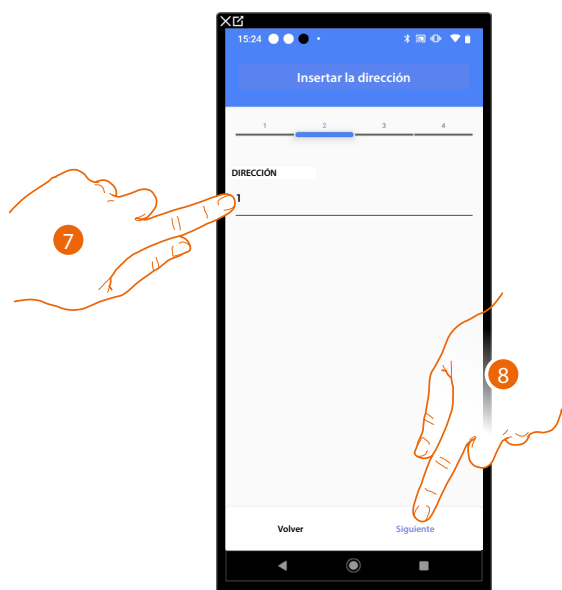 15:24
Insertar la dirección
1 2 3 4
DIRECCIÓN
1
7
8
Volver Siguiente